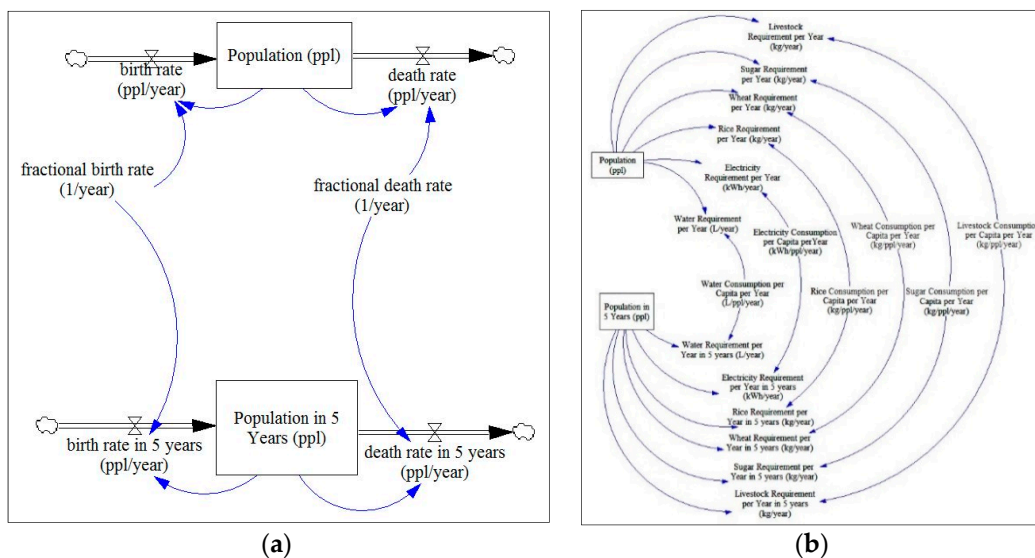 Population (ppl)
birth rate
(ppl/year)
death rate
(ppl/year)
fractional birth rate
(1/year)
fractional death rate
(1/year)
Population in 5
Years (ppl)
birth rate in 5 years
(ppl/year)
death rate in 5 years
(ppl/year)
(a)
Livestock
Requirement per Year
(kg/year)
Sugar Requirement
per Year (kg/year)
Wheat Requirement
per Year (kg/year)
Rice Requirement
per Year (kg/year)
Population
(ppl)
Electricity
Requirement per Year
(kWh/year)
Water Requirement
per Year (L/year)
Electricity Consumption
per Capita perYear
(kWh/ppl/year)
Wheat Consumption per
Capita per Year
(kg/ppl/year)
Livestock Consumption
per Capita per Year
(kg/ppl/year)
Water Consumption per
Capita per Year
(L/ppl/year)
Rice Consumption per
Capita per Year
(kg/ppl/year)
Sugar Consumption per
Capita per Year
(kg/ppl/year)
Population in
5 Years (ppl)
Water Requirement per
Year in 5 years (L/year)
Electricity Requirement
per Year in 5 years
(kWh/year)
Rice Requirement per
Year in 5 years (kg/year)
Wheat Requirement per
Year in 5 years (kg/year)
Sugar Requirement per
Year in 5 years (kg/year)
Livestock Requirement
per Year in 5 years
(kg/year)
(b)